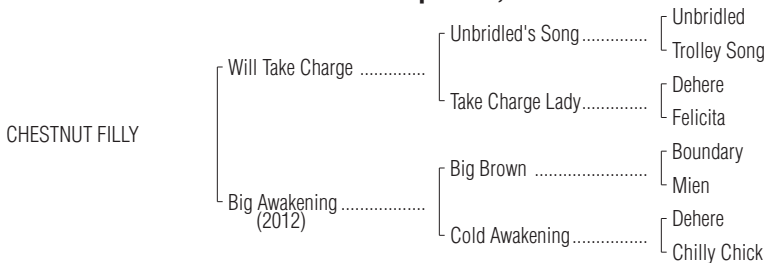 Unbridled
Unbridled's Song ..............
Trolley Song
Will Take Charge ..............
Dehere
Take Charge Lady..............
Felicita
CHESTNUT FILLY
Boundary
Big Brown ........................
Mien
Big Awakening ..................
(2012)
Dehere
Cold Awakening................
Chilly Chick